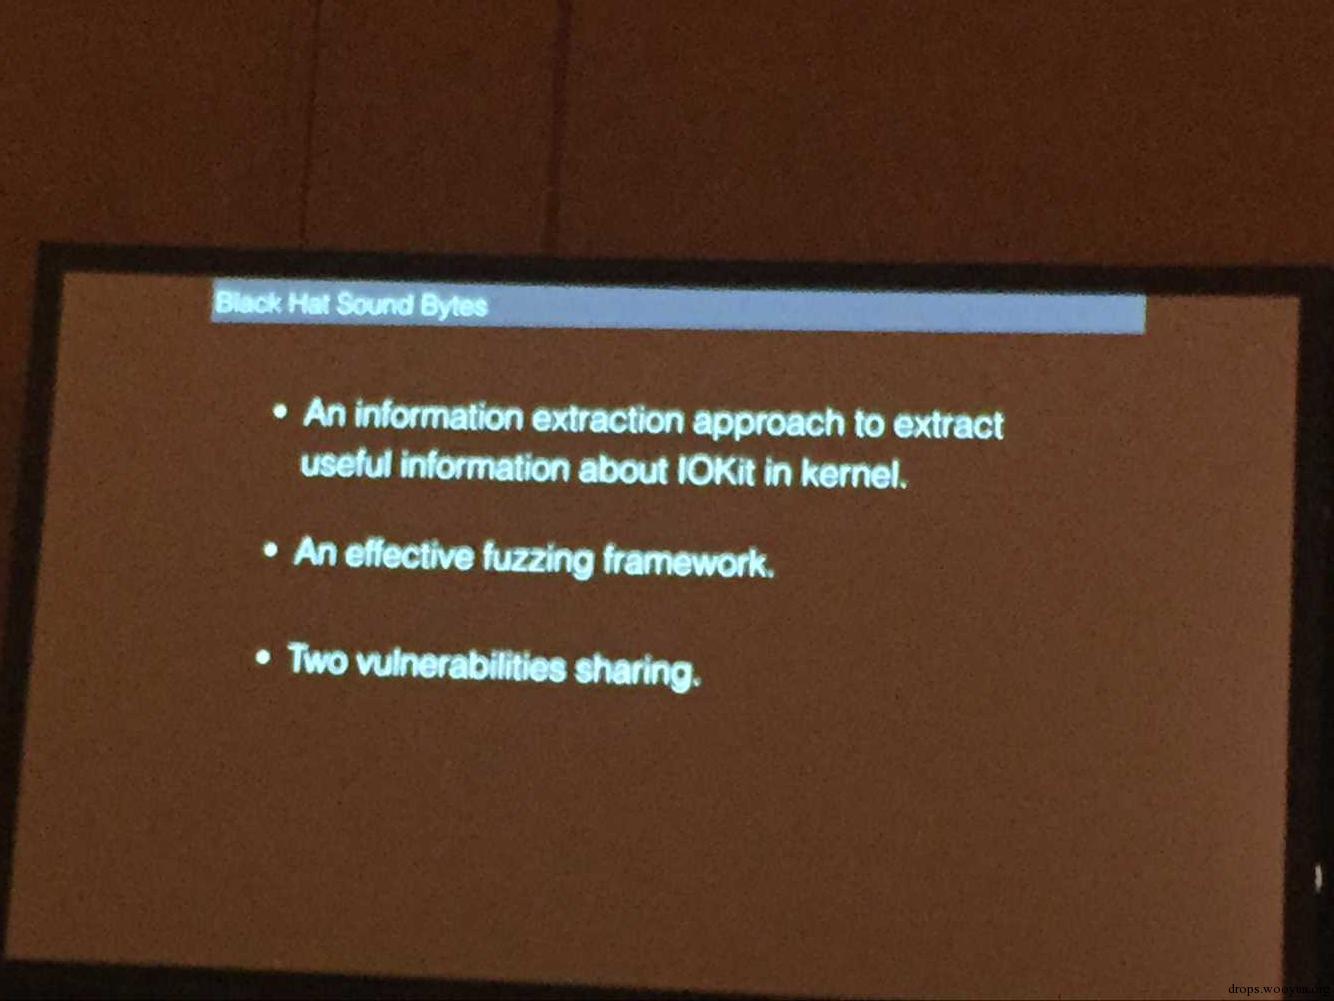 Black Hat Sound Bytes
• An information extraction approach to extract
useful information about IOKit in kernel.
• An effective fuzzing framework.
• Two vulnerabilities sharing.
drops.wooyun.org